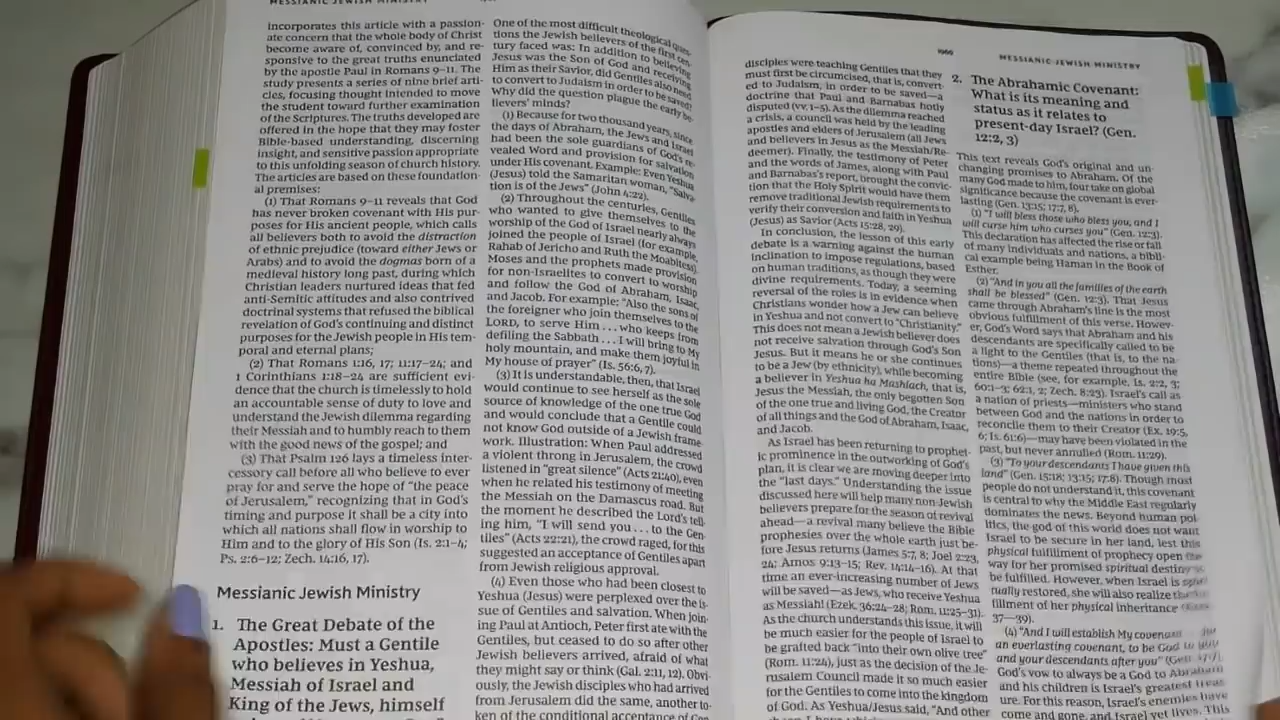 MESSIANIC JEWISH MINISTRY
incorporates this article with a passion-
ate concern that the whole body of Christ
become aware of, convinced by, and re-
sponsive to the great truths enunciated
by the apostle Paul in Romans 9–11. The
study presents a series of nine brief arti-
cles, focusing thought intended to move
the student toward further examination
of the Scriptures. The truths developed are
offered in the hope that they may foster
Bible-based understanding, discerning
insight, and sensitive passion appropriate
to this unfolding season of church history.
The articles are based on these foundation-
al premises:
(1) That Romans 9–11 reveals that God
has never broken covenant with His pur-
poses for His ancient people, which calls
all believers both to avoid the distraction
of ethnic prejudice (toward either Jews or
Arabs) and to avoid the dogmas born of a
medieval history long past, during which
Christian leaders nurtured ideas that fed
anti-Semitic attitudes and also contrived
doctrinal systems that refused the biblical
revelation of God's continuing and distinct
purposes for the Jewish people in His tem-
poral and eternal plans;
(2) That Romans 1:16, 17; 11:17–24; and
1 Corinthians 1:18–24 are sufficient evi-
dence that the church is timelessly to hold
an accountable sense of duty to love and
understand the Jewish dilemma regarding
their Messiah and to humbly reach to them
with the good news of the gospel; and
(3) That Psalm 126 lays a timeless inter-
cessory call before all who believe to ever
pray for and serve the hope of "the peace
of Jerusalem," recognizing that in God's
timing and purpose it shall be a city into
which all nations shall flow in worship to
Him and to the glory of His Son (Is. 2:1–4;
Ps. 2:6–12; Zech. 14:16, 17).
Messianic Jewish Ministry
1. The Great Debate of the
Apostles: Must a Gentile
who believes in Yeshua,
Messiah of Israel and
King of the Jews, himself
One of the most difficult theological ques-
tions the Jewish believers of the first cen-
tury faced was: In addition to believing
Jesus was the Son of God and receiving
Him as their Savior, did Gentiles also need
to convert to Judaism in order to be saved?
Why did the question plague the early be-
lievers' minds?
(1) Because for two thousand years, since
the days of Abraham, the Jews and Israel
had been the sole guardians of God's re-
vealed Word and provision for salvation
under His covenant. Example: Even Yeshua
(Jesus) told the Samaritan woman, "Salva-
tion is of the Jews" (John 4:22).
(2) Throughout the centuries, Gentiles
who wanted to give themselves to the
worship of the God of Israel nearly always
joined the people of Israel (for example,
Rahab of Jericho and Ruth the Moabitess).
Moses and the prophets made provision
for non-Israelites to convert to worship
and follow the God of Abraham, Isaac,
and Jacob. For example: "Also the sons of
the foreigner who join themselves to the
LORD, to serve Him . . . who keeps from
defiling the Sabbath . . . I will bring to My
holy mountain, and make them joyful in
My house of prayer" (Is. 56:6, 7).
(3) It is understandable, then, that Israel
would continue to see herself as the sole
source of knowledge of the one true God
and would conclude that a Gentile could
not know God outside of a Jewish frame-
work. Illustration: When Paul addressed
a violent throng in Jerusalem, the crowd
listened in "great silence" (Acts 21:40), even
when he related his testimony of meeting
the Messiah on the Damascus road. But
the moment he described the Lord's tell-
ing him, "I will send you . . . to the Gen-
tiles" (Acts 22:21), the crowd raged, for this
suggested an acceptance of Gentiles apart
from Jewish religious approval.
(4) Even those who had been closest to
Yeshua (Jesus) were perplexed over the is-
sue of Gentiles and salvation. When join-
ing Paul at Antioch, Peter first ate with the
Gentiles, but ceased to do so after other
Jewish believers arrived, afraid of what
they might say or think (Gal. 2:11, 12). Obvi-
ously, the Jewish disciples who had arrived
from Jerusalem did the same, another to-
ken of the conditional acceptance of Gen-
MESSIANIC JEWISH MINISTRY
disciples were teaching Gentiles that they
must first be circumcised, that is, convert-
ed to Judaism, in order to be saved—a
doctrine that Paul and Barnabas hotly
disputed (vv. 1–5). As the dilemma reached
a crisis, a council was held by the leading
apostles and elders of Jerusalem (all Jews
and believers in Jesus as the Messiah/Re-
deemer). Finally, the testimony of Peter
and the words of James, along with Paul
and Barnabas's report, brought the convic-
tion that the Holy Spirit would have them
remove traditional Jewish requirements to
verify their conversion and faith in Yeshua
(Jesus) as Savior (Acts 15:28, 29).
In conclusion, the lesson of this early
debate is a warning against the human
inclination to impose regulations, based
on human traditions, as though they were
divine requirements. Today, a seeming
reversal of the roles is in evidence when
Christians wonder how a Jew can believe
in Yeshua and not convert to "Christianity."
This does not mean a Jewish believer does
not receive salvation through God's Son
Jesus. But it means he or she continues
to be a Jew (by ethnicity), while becoming
a believer in Yeshua ha Mashiach, that is,
Jesus the Messiah, the only begotten Son
of the one true and living God, the Creator
of all things and the God of Abraham, Isaac,
and Jacob.
As Israel has been returning to prophet-
ic prominence in the outworking of God's
plan, it is clear we are moving deeper into
the "last days." Understanding the issue
discussed here will help many non-Jewish
believers prepare for the season of revival
ahead—a revival many believe the Bible
prophesies over the whole earth just be-
fore Jesus returns (James 5:7, 8; Joel 2:23,
24; Amos 9:13–15; Rev. 14:14–16). At that
time an ever-increasing number of Jews
will be saved—as Jews, who receive Yeshua
as Messiah! (Ezek. 36:24–28; Rom. 11:25–31).
As the church understands this issue, it will
be much easier for the people of Israel to
be grafted back "into their own olive tree"
(Rom. 11:24), just as the decision of the Je-
rusalem Council made it so much easier
for the Gentiles to come into the kingdom
of God. As Yeshua/Jesus said, "And other
2. The Abrahamic Covenant:
What is its meaning and
status as it relates to
present-day Israel? (Gen.
12:2, 3)
This text reveals God's original and un-
changing promises to Abraham. Of the
many God made to him, four take on global
significance because the covenant is ever-
lasting (Gen. 13:15; 17:7, 8).
(1) "I will bless those who bless you, and I
will curse him who curses you" (Gen. 12:3).
This declaration has affected the rise or fall
of many individuals and nations, a bibli-
cal example being Haman in the Book of
Esther.
(2) "And in you all the families of the earth
shall be blessed" (Gen. 12:3). That Jesus
came through Abraham's line is the most
obvious fulfillment of this verse. Howev-
er, God's Word says that Abraham and his
descendants are specifically called to be
a light to the Gentiles (that is, to the na-
tions)—a theme repeated throughout the
entire Bible (see, for example, Is. 2:2, 3;
60:1–3; 62:1, 2; Zech. 8:23). Israel's call as
a nation of priests—ministers who stand
between God and the nations in order to
reconcile them to their Creator (Ex. 19:5,
6; Is. 61:6)—may have been violated in the
past, but never annulled (Rom. 11:29).
(3) "To your descendants I have given this
land" (Gen. 15:18; 13:15; 17:8). Though most
people do not understand it, this covenant
is central to why the Middle East regularly
dominates the news. Beyond human pol-
itics, the god of this world does not want
Israel to be secure in her land, lest this
physical fulfillment of prophecy open the
way for her promised spiritual destiny to
be fulfilled. However, when Israel is spiri-
tually restored, she will also realize the
fillment of her physical inheritance
37–39).
(4) "And I will establish My covenant
an everlasting covenant, to be God to you
and your descendants after you" (Gen. 17:7).
God's vow to always be a God to Abraham
and his children is Israel's greatest treas-
ure. For this reason, Israel's enemies have
come and gone, and Israel yet lives. This